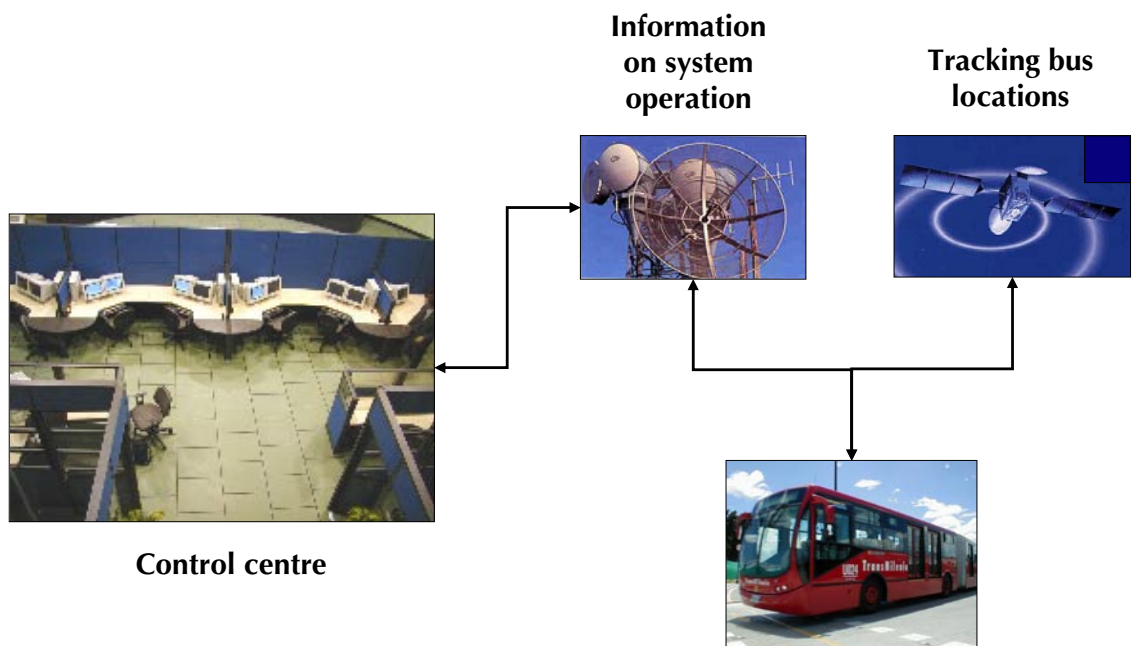 Information
on system
operation
Tracking bus
locations
Control centre
TransMilenio